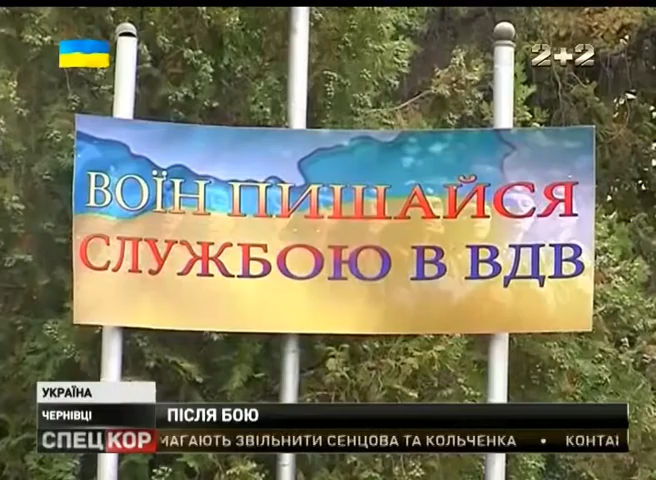 2+2
ВОЇН ПИШАЙСЯ
СЛУЖБОЮ В ВДВ
УКРАЇНА
ЧЕРНІВЦІ
ПІСЛЯ БОЮ
СПЕЦКОР
МАГАЮТЬ ЗВІЛЬНИТИ СЕНЦОВА ТА КОЛЬЧЕНКА • КОНТАІ